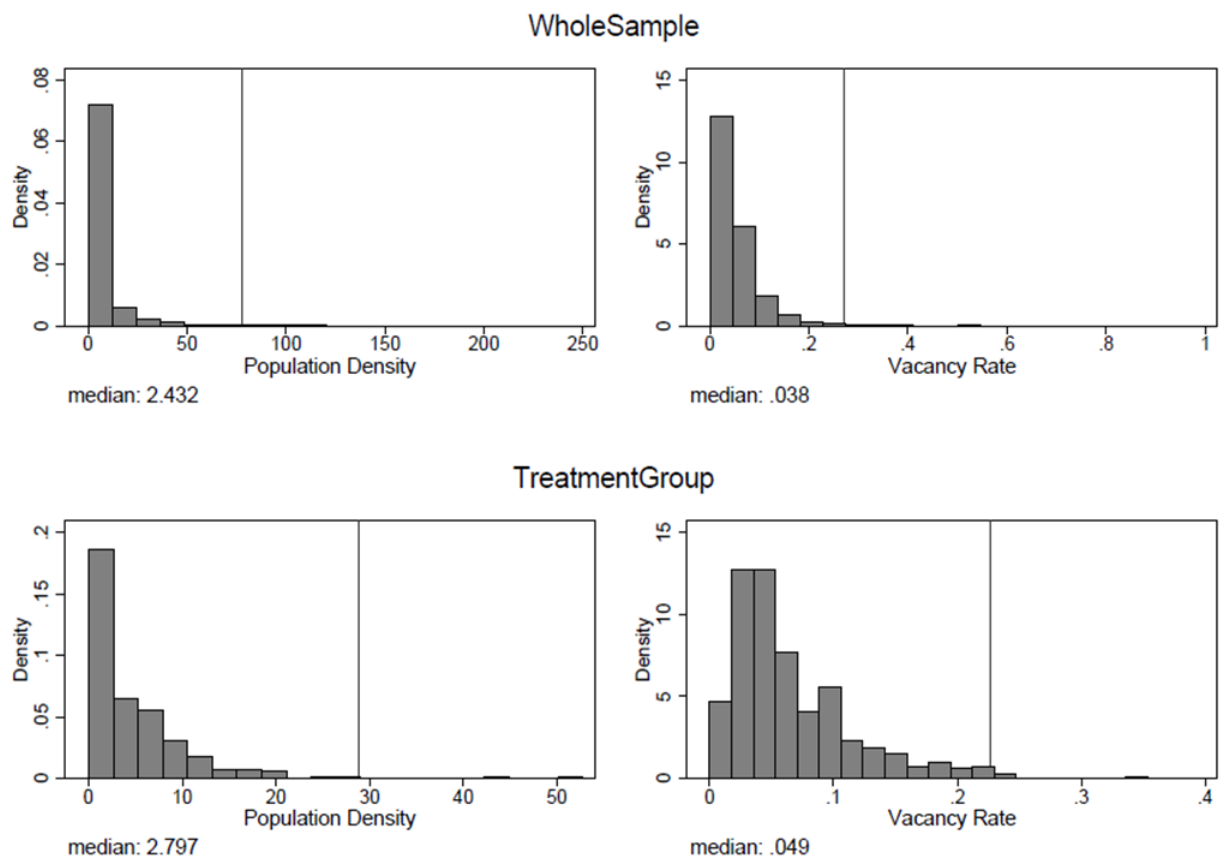 WholeSample
Density
0 .02 .04 .06 .08
0 50 100 150 200 250
Population Density
median: 2.432
Density
0 5 10 15
0 .2 .4 .6 .8 1
Vacancy Rate
median: .038
TreatmentGroup
Density
0 .05 .1 .15 .2
0 10 20 30 40 50
Population Density
median: 2.797
Density
0 5 10 15
0 .1 .2 .3 .4
Vacancy Rate
median: .049